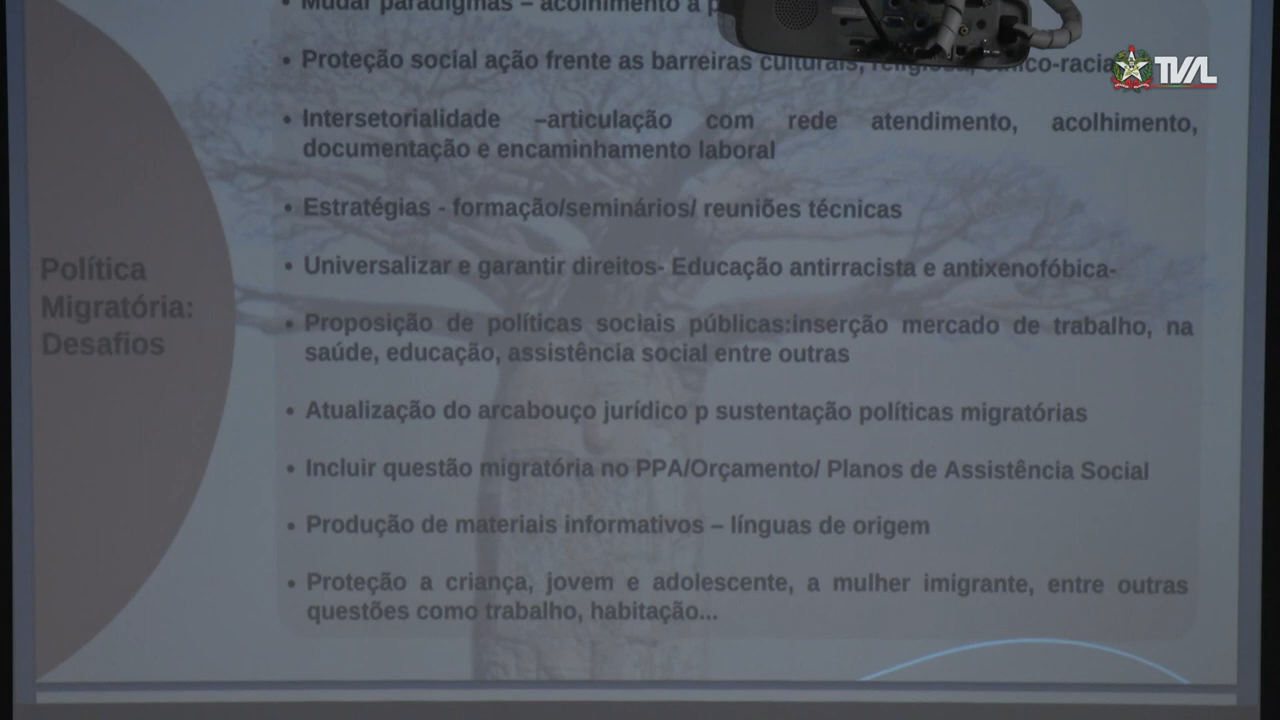 • Mudar paradigmas – acolhimento a
• Proteção social ação frente as barreiras culturais, religiosa,
TVAL
• Intersetorialidade –articulação com rede atendimento, acolhimento,
documentação e encaminhamento laboral
• Estratégias - formação/seminários/ reuniões técnicas
• Universalizar e garantir direitos- Educação antirracista e antixenofóbica-
Política
Migratória:
Desafios
• Proposição de políticas sociais públicas:inserção mercado de trabalho, na
saúde, educação, assistência social entre outras
• Atualização do arcabouço jurídico p sustentação políticas migratórias
• Incluir questão migratória no PPA/Orçamento/ Planos de Assistência Social
• Produção de materiais informativos – línguas de origem
• Proteção a criança, jovem e adolescente, a mulher imigrante, entre outras
questões como trabalho, habitação...